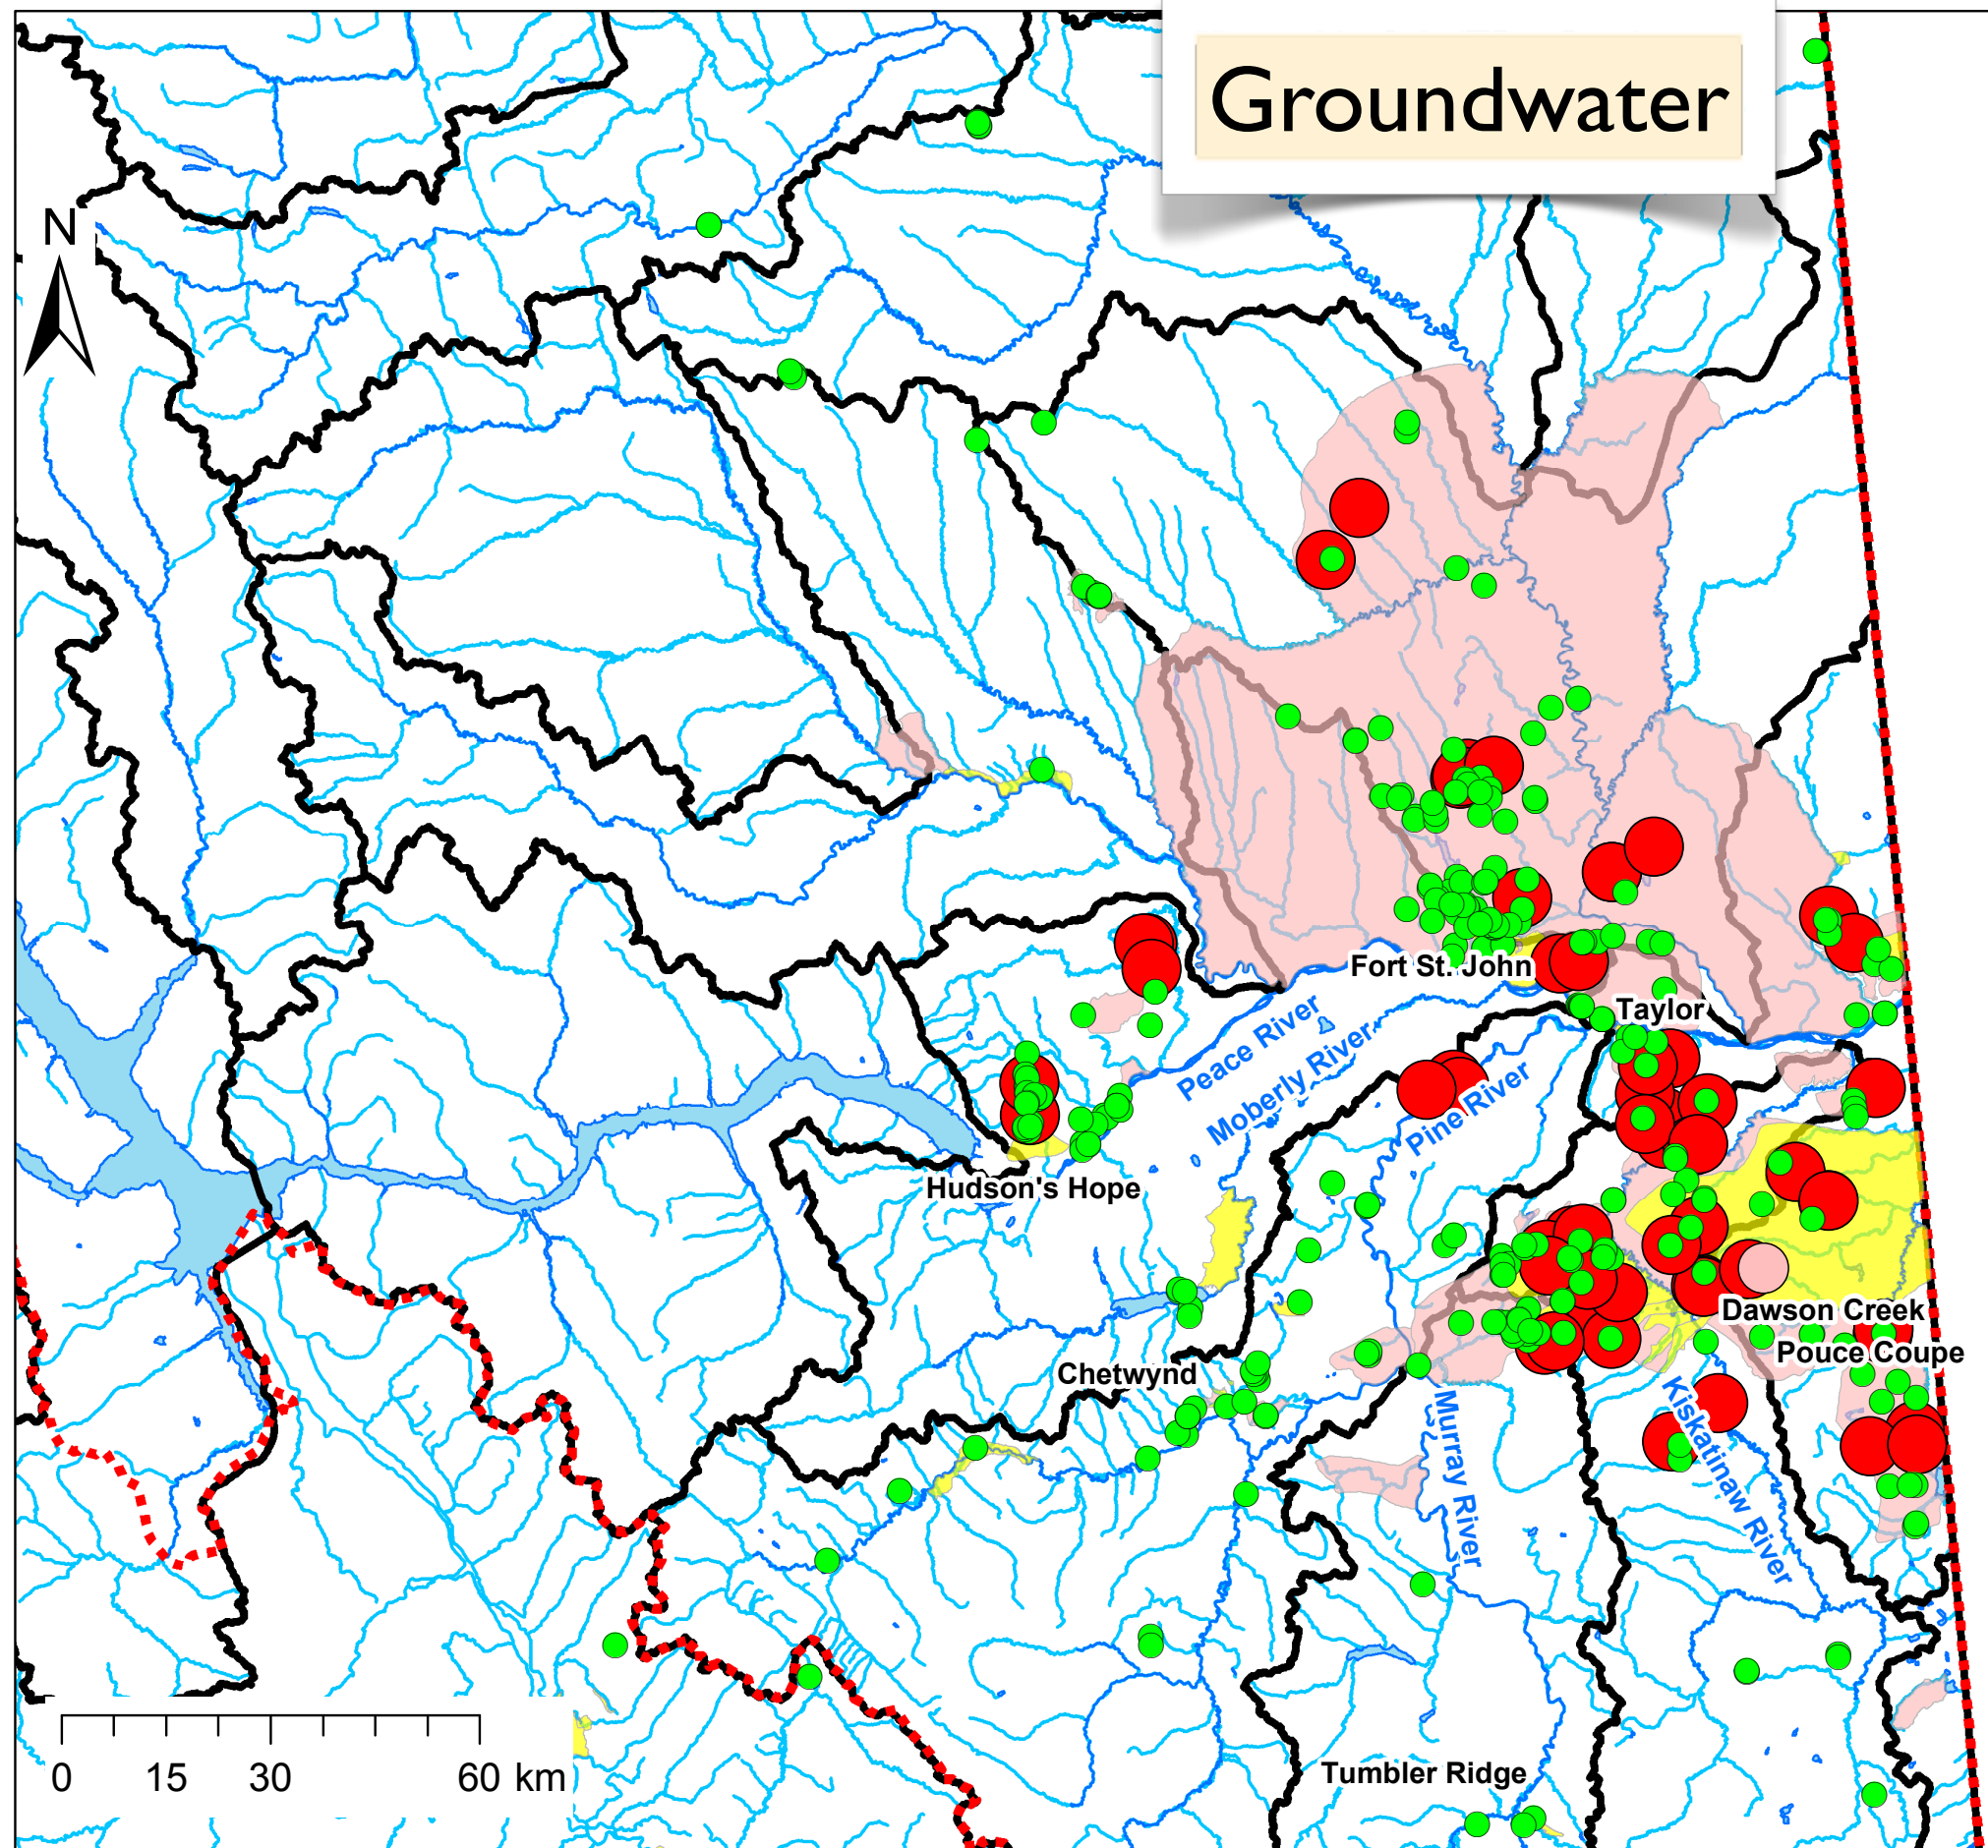 Groundwater
N
Fort St. John
Taylor
Peace River
Moberly River
Pine River
Hudson's Hope
Dawson Creek
Pouce Coupe
Chetwynd
Murray River
Kiskatinaw River
Tumbler Ridge
0 15 30 60 km